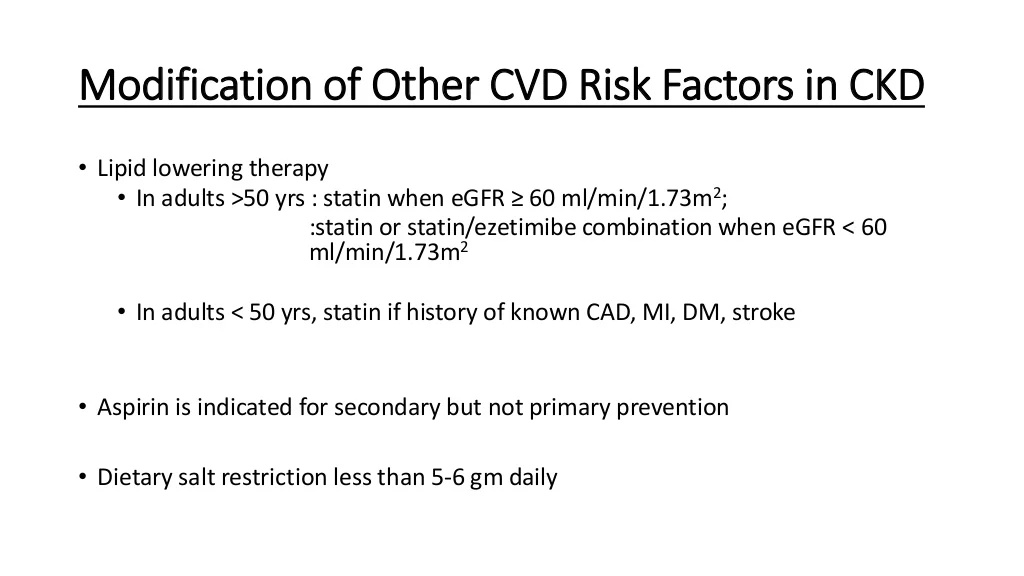 Modification of Other CVD Risk Factors in CKD
• Lipid lowering therapy
• In adults >50 yrs : statin when eGFR ≥ 60 ml/min/1.73m²;
:statin or statin/ezetimibe combination when eGFR < 60
ml/min/1.73m²
• In adults < 50 yrs, statin if history of known CAD, MI, DM, stroke
• Aspirin is indicated for secondary but not primary prevention
• Dietary salt restriction less than 5-6 gm daily